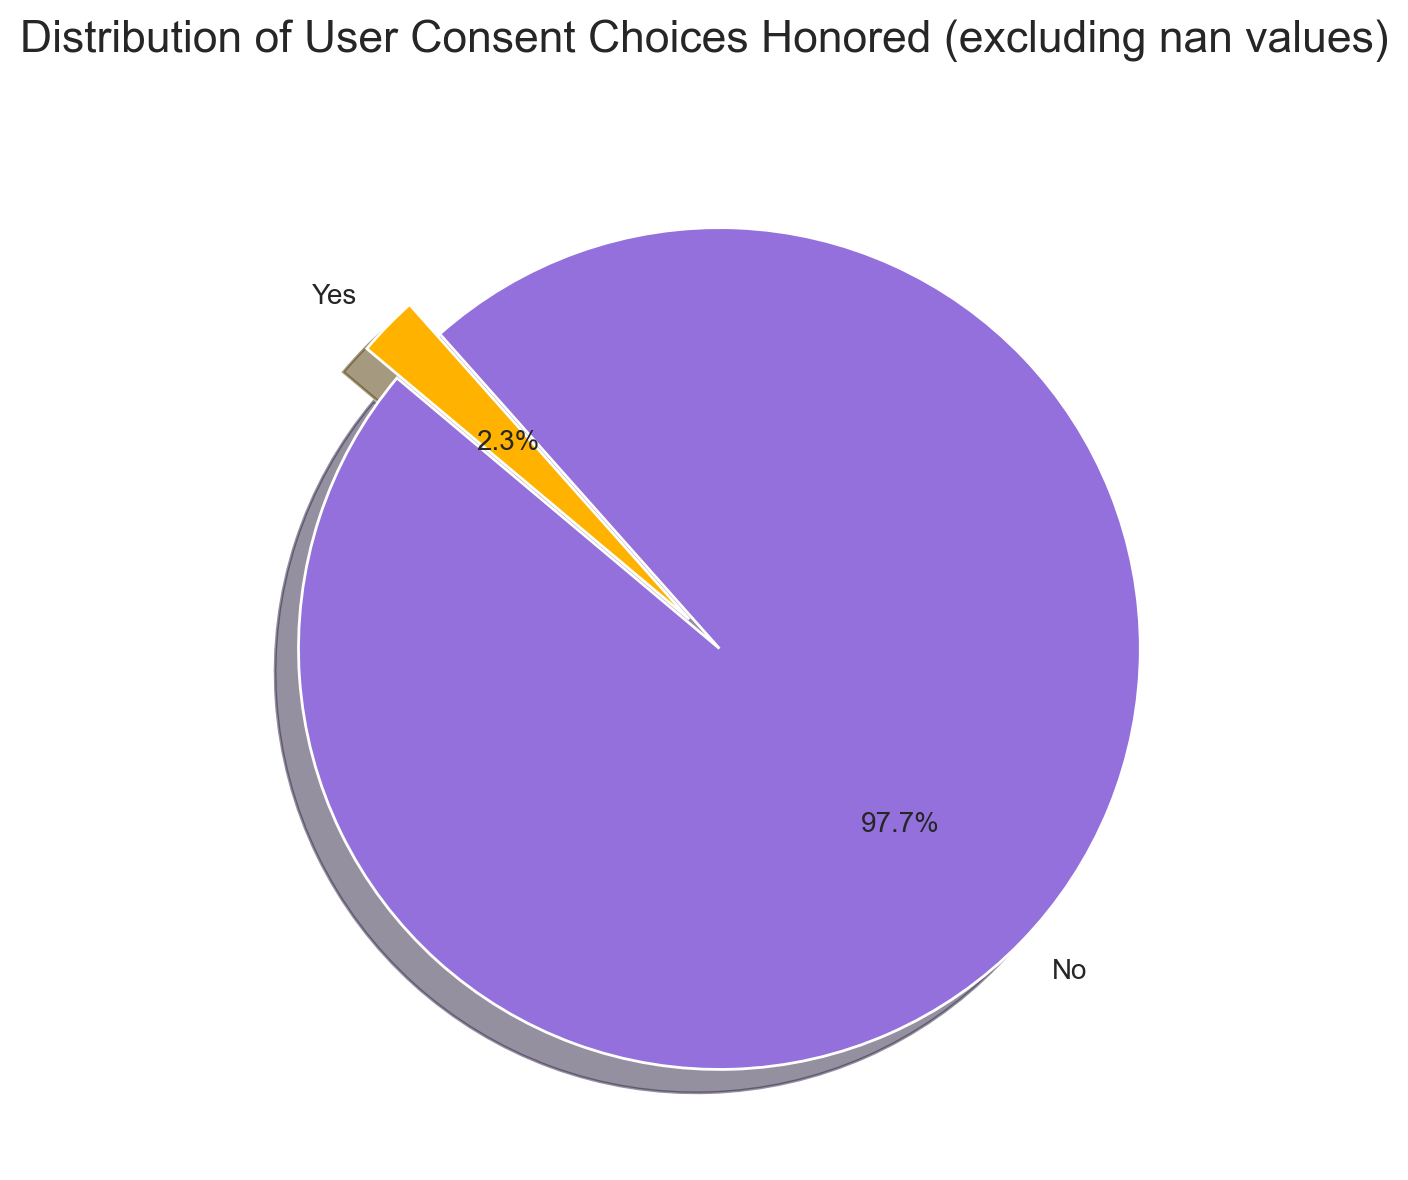 Distribution of User Consent Choices Honored (excluding nan values)
Yes
2.3%
97.7%
No